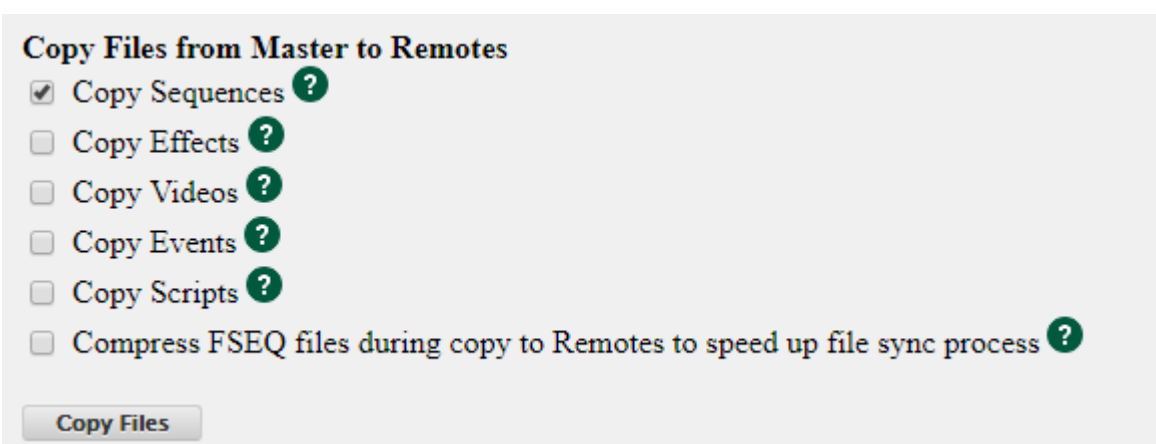 Copy Files from Master to Remotes
Copy Sequences ?
Copy Effects ?
Copy Videos ?
Copy Events ?
Copy Scripts ?
Compress FSEQ files during copy to Remotes to speed up file sync process ?
Copy Files